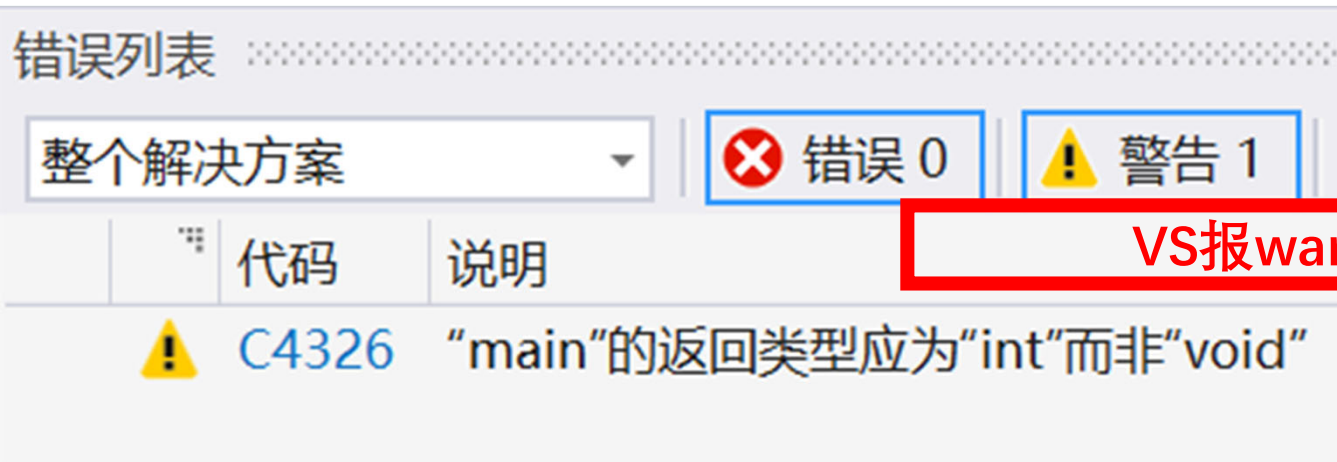 错误列表
整个解决方案 错误 0 警告 1
VS报war
代码 说明
C4326 “main”的返回类型应为“int”而非“void”